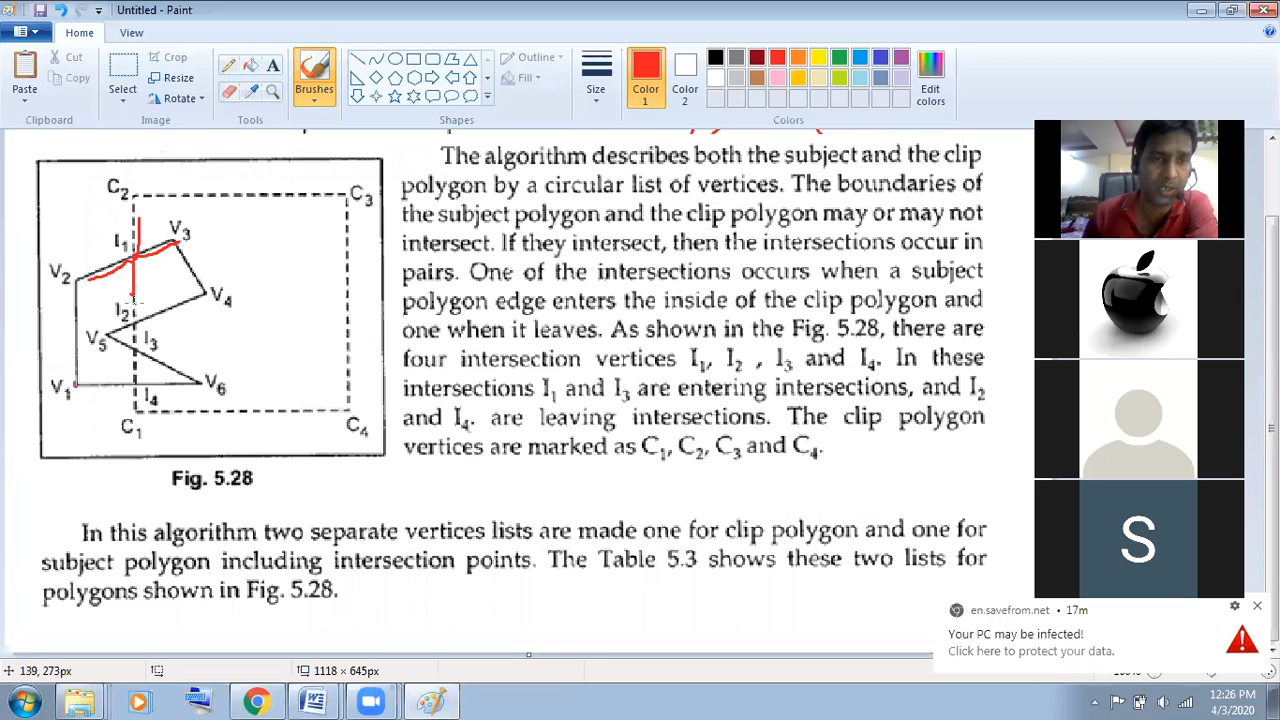 Untitled - Paint
Home
View
Paste
Cut
Copy
Clipboard
Select
Crop
Resize
Rotate
Image
A
Tools
Brushes
Outline
Fill
Shapes
Size
Color 1
Color 2
Edit colors
Colors
C2
C3
I1
V3
V2
I2
V4
V5
I3
V1
V6
I4
C1
C4
Fig. 5.28
The algorithm describes both the subject and the clip
polygon by a circular list of vertices. The boundaries of
the subject polygon and the clip polygon may or may not
intersect. If they intersect, then the intersections occur in
pairs. One of the intersections occurs when a subject
polygon edge enters the inside of the clip polygon and
one when it leaves. As shown in the Fig. 5.28, there are
four intersection vertices I1, I2 , I3 and I4. In these
intersections I1 and I3 are entering intersections, and I2
and I4. are leaving intersections. The clip polygon
vertices are marked as C1, C2, C3 and C4.
In this algorithm two separate vertices lists are made one for clip polygon and one for
subject polygon including intersection points. The Table 5.3 shows these two lists for
polygons shown in Fig. 5.28.
S
en.savefrom.net • 17m
Your PC may be infected!
Click here to protect your data.
139, 273px
1118 × 645px
12:26 PM
4/3/2020